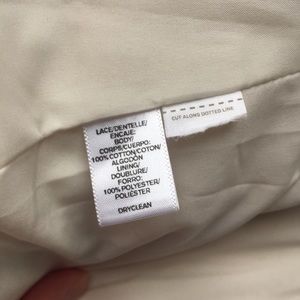 LACE/DENTELLE/
ENCAJE:
BODY/
CORPS/CUERPO:
100% COTTON/COTON/
ALGODÓN
LINING/
DOUBLURE/
FORRO:
100% POLYESTER/
POLIÉSTER
DRYCLEAN
CUT ALONG DOTTED LINE